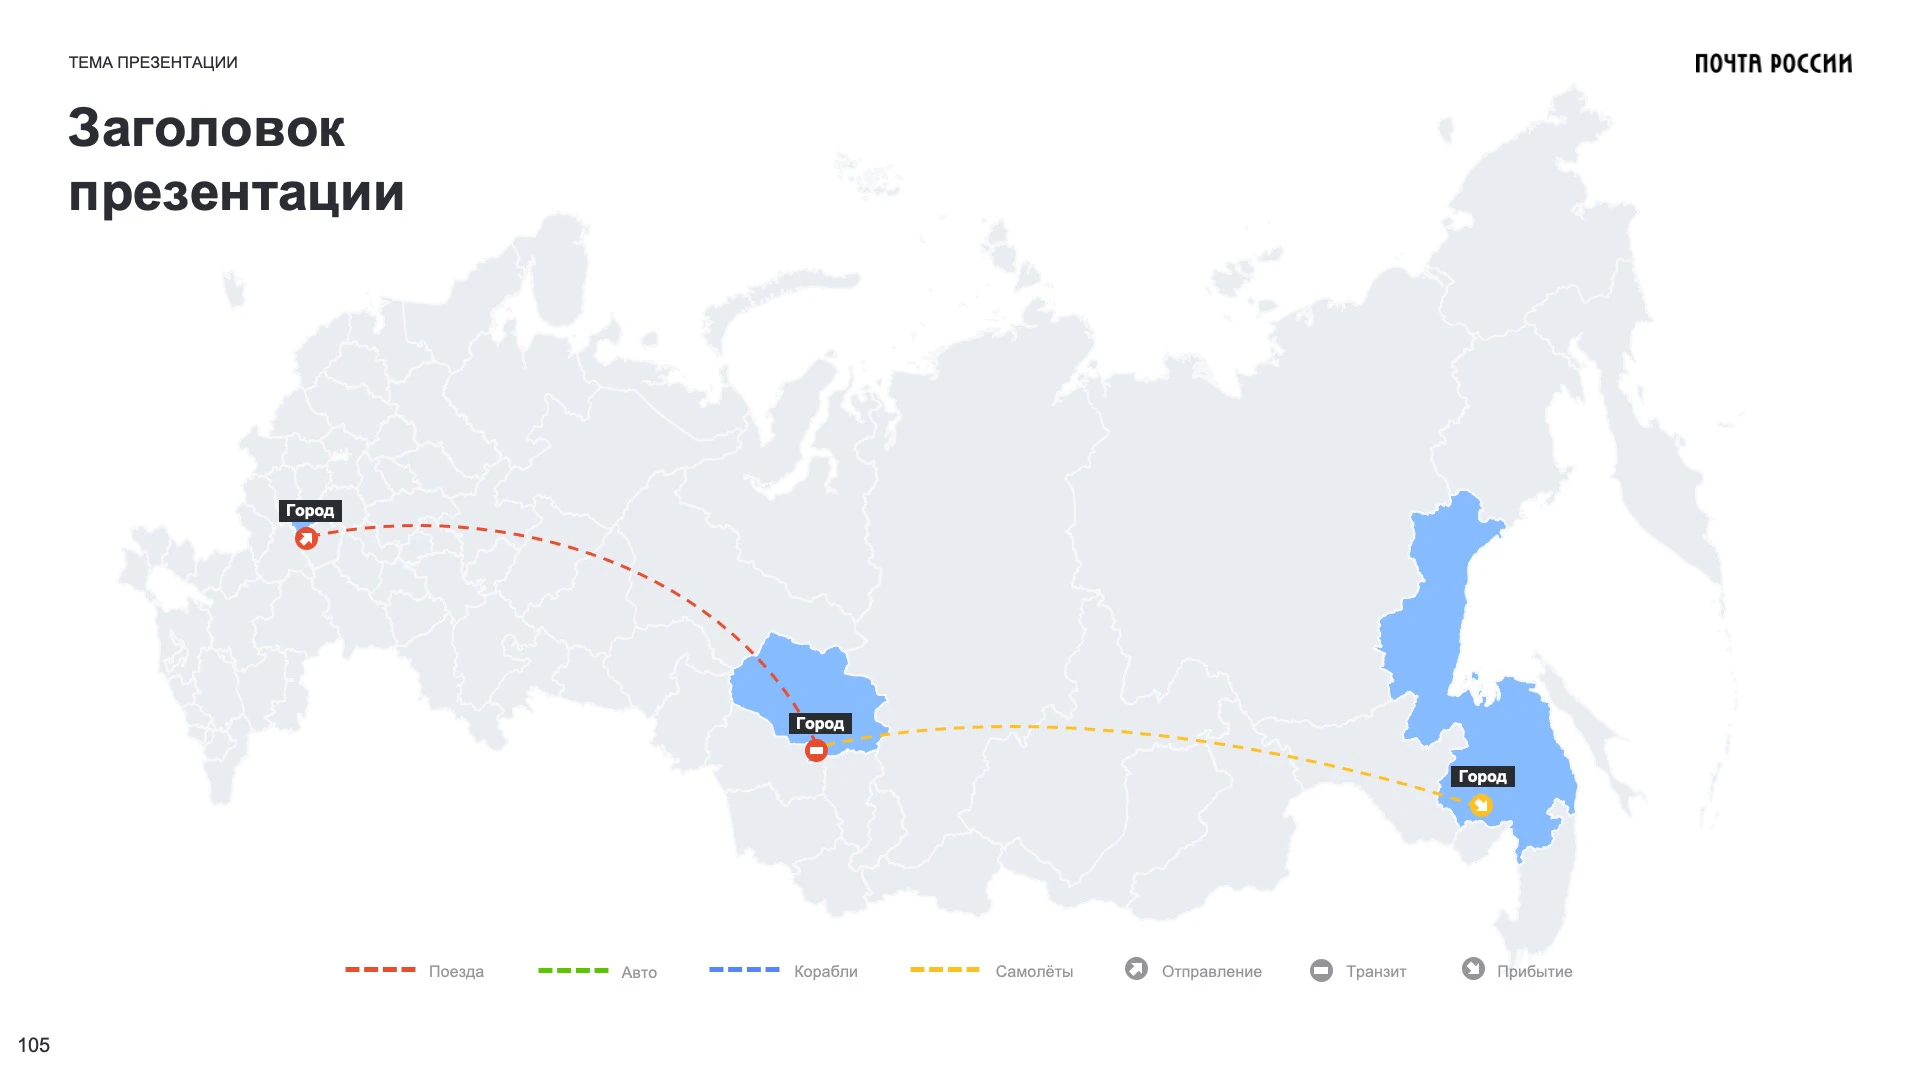 ТЕМА ПРЕЗЕНТАЦИИ
ПОЧТА РОССИИ
Заголовок
презентации
Город
Город
Город
Поезда
Авто
Корабли
Самолёты
Отправление
Транзит
Прибытие
105